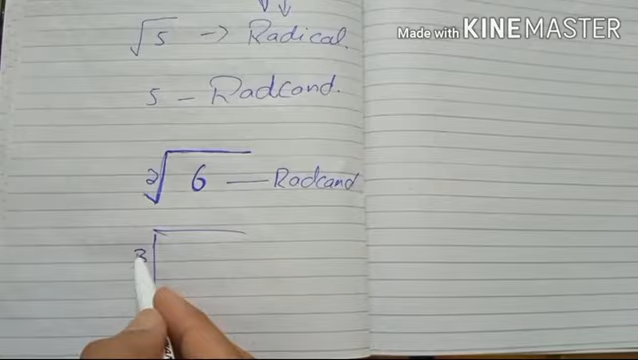 Made with KINEMASTER
√5 → Radical.
5 – Radcand.
²√6 — Radcand
3√